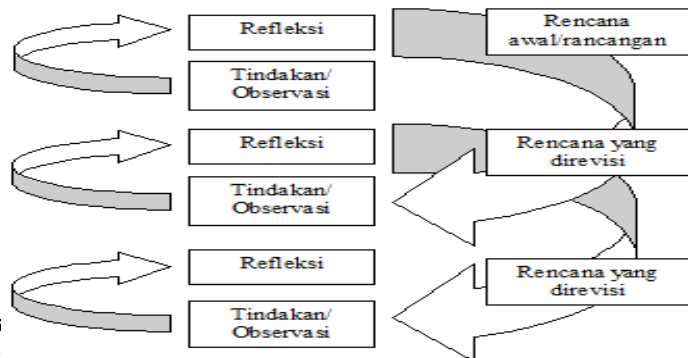 Refleksi
Rencana
awal/rancangan
Tindakan/
Observasi
Refleksi
Rencana yang
direvisi
Tindakan/
Observasi
Refleksi
Rencana yang
direvisi
Tindakan/
Observasi
i